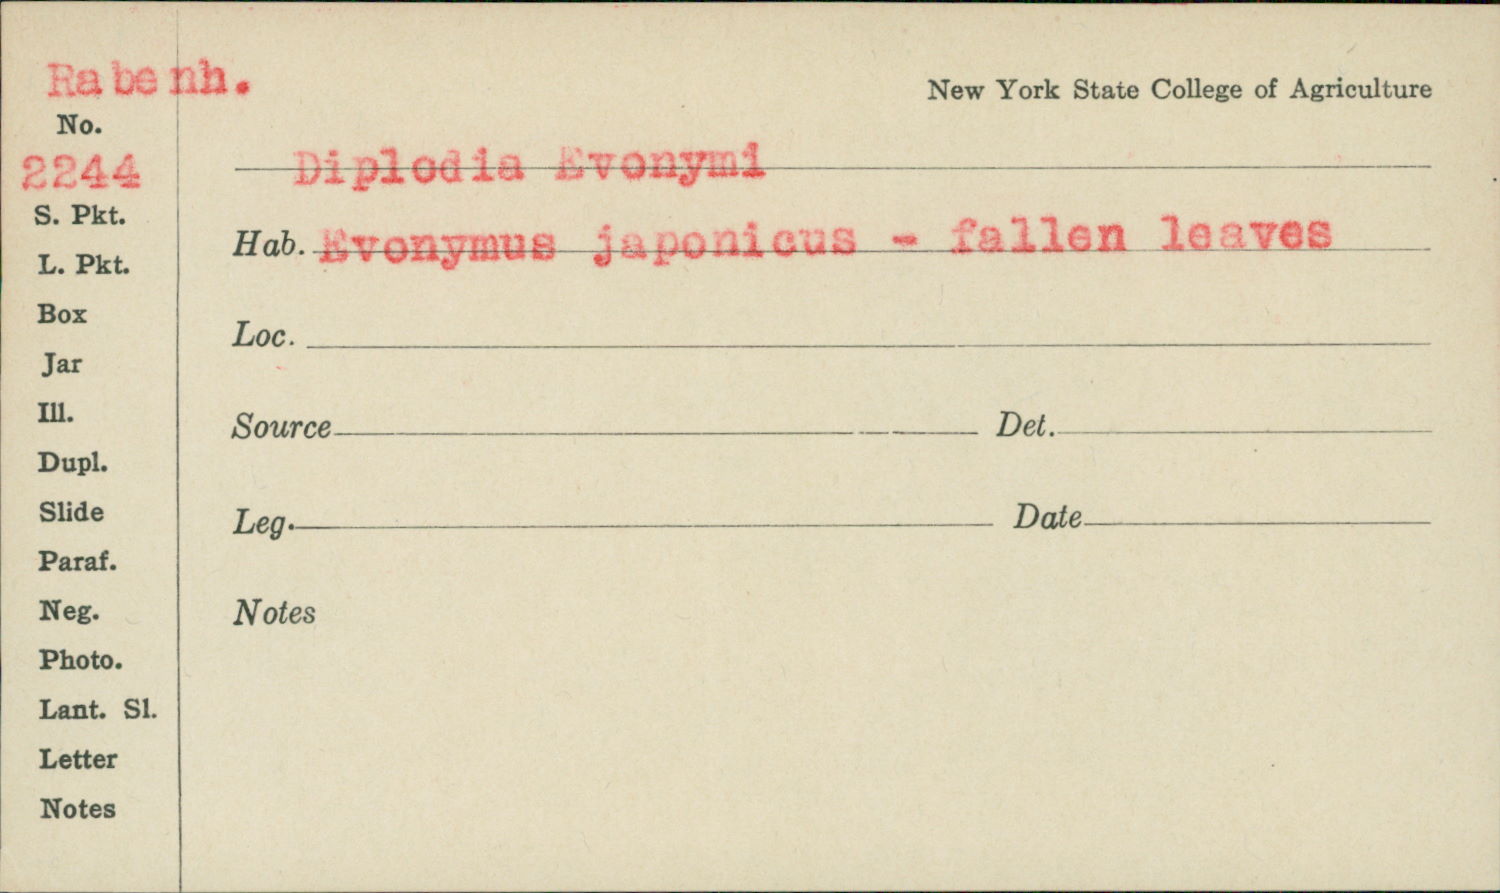 Rabenh.
New York State College of Agriculture
No.
2244
Diplodia Evonymi
S. Pkt.
Hab. Evonymus japonicus - fallen leaves
L. Pkt.
Box
Loc.
Jar
Ill.
Source Det.
Dupl.
Slide
Leg. Date
Paraf.
Neg.
Notes
Photo.
Lant. Sl.
Letter
Notes